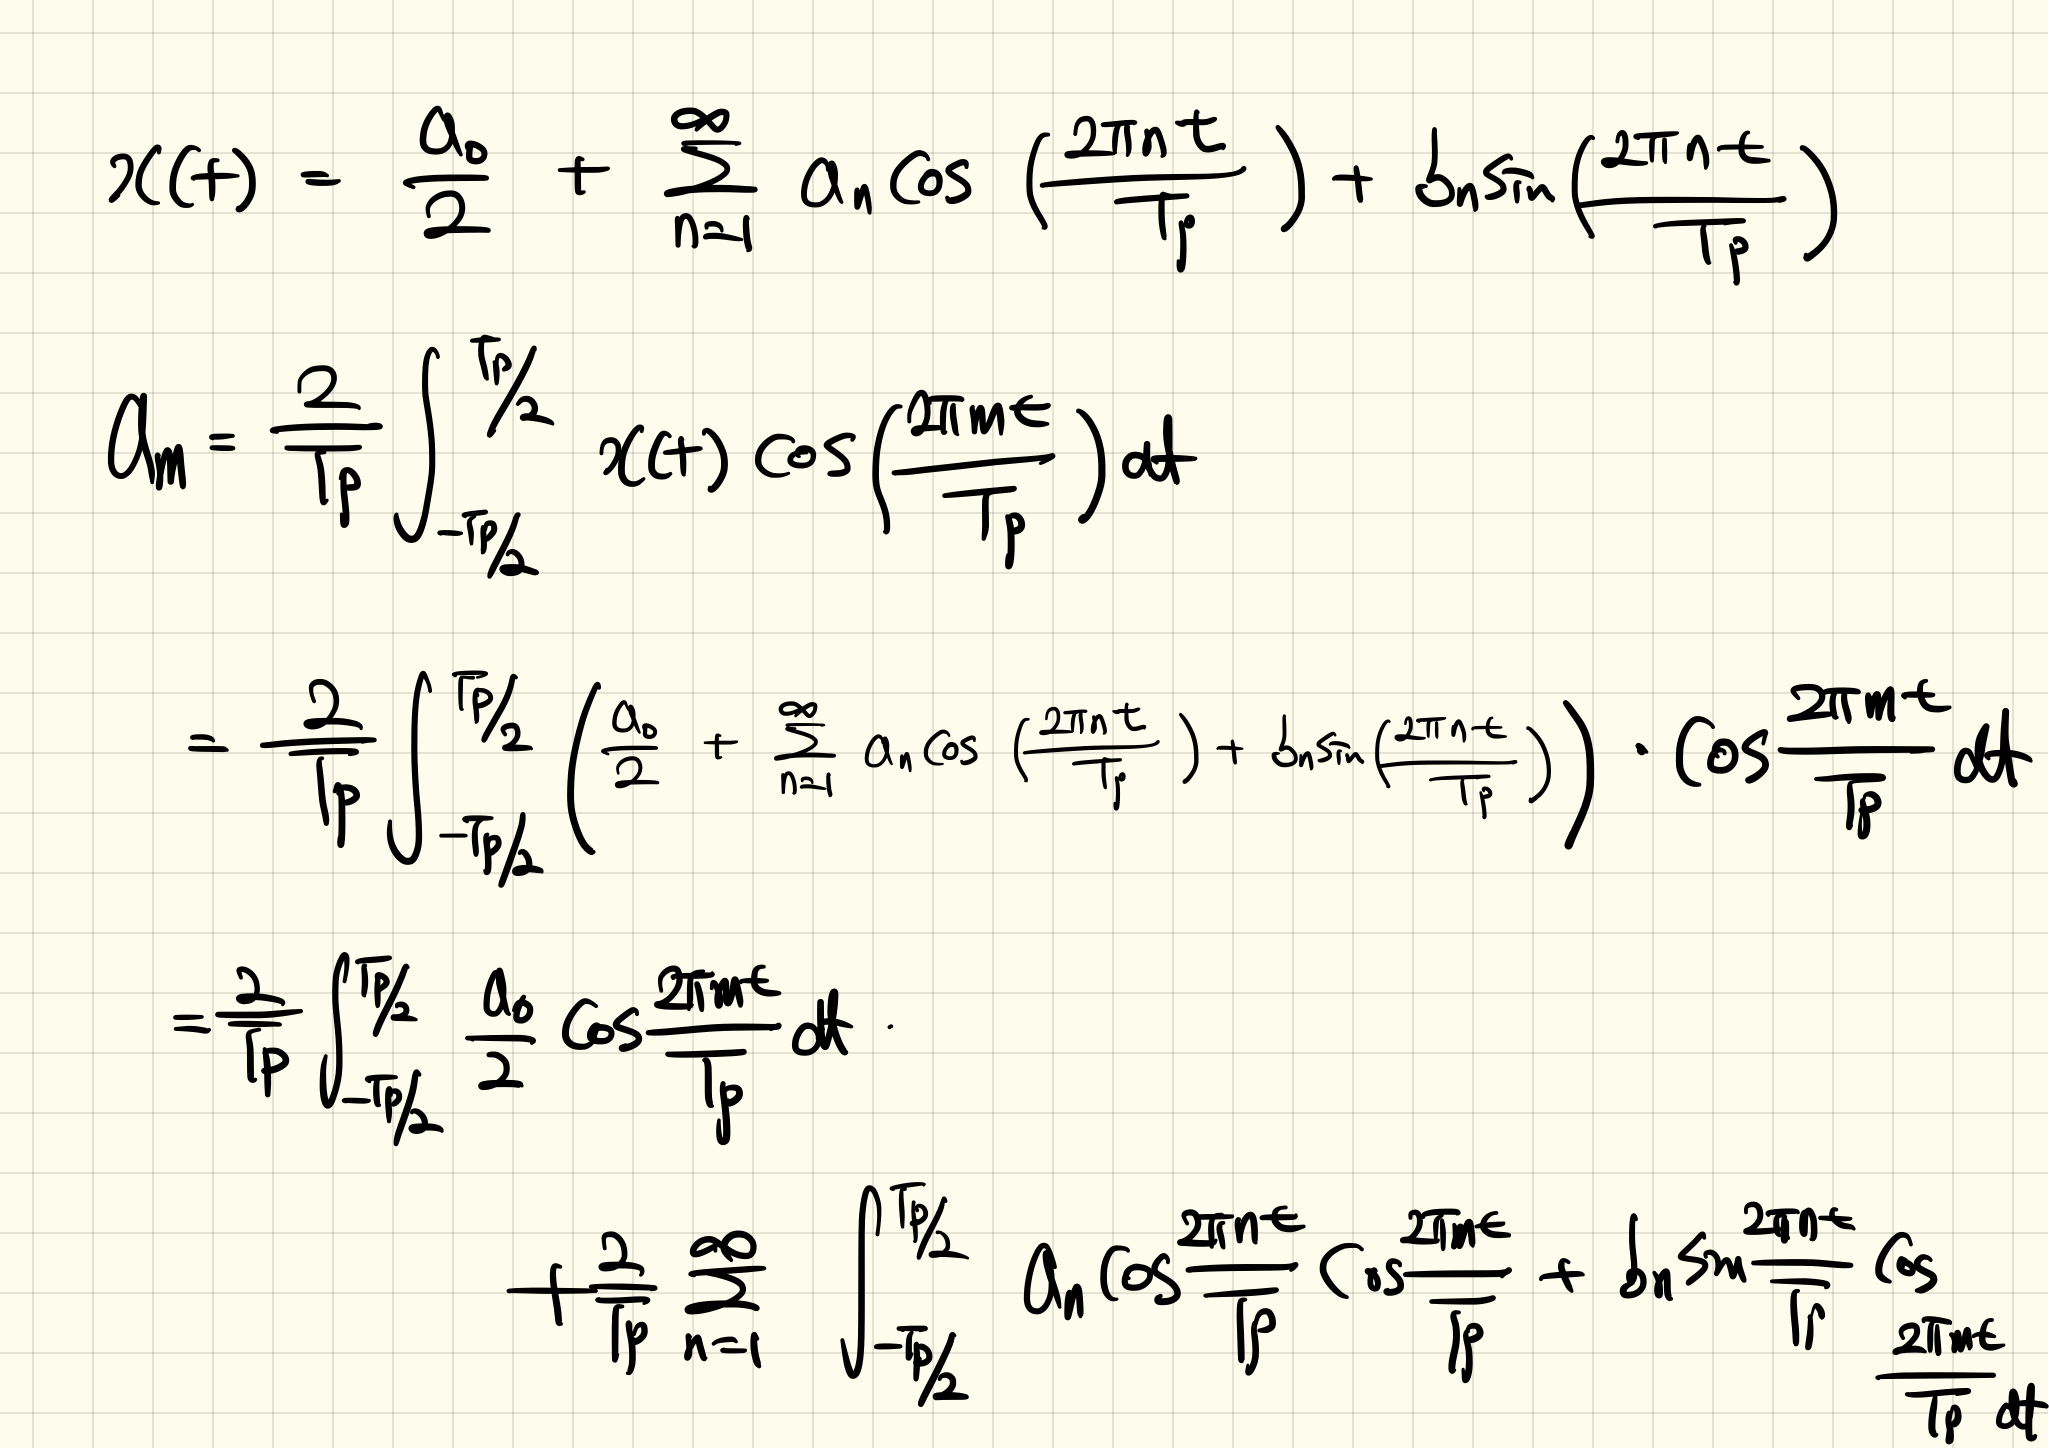 x(t) = a₀/2 + ∑_{n=1}^{∞} aₙ cos(2πnt/Tₚ) + bₙ sin(2πnt/Tₚ)
aₘ = 2/Tₚ ∫_{-Tₚ/2}^{Tₚ/2} x(t) cos(2πmt/Tₚ) dt
= 2/Tₚ ∫_{-Tₚ/2}^{Tₚ/2} (a₀/2 + ∑_{n=1}^{∞} aₙ cos(2πnt/Tₚ) + bₙ sin(2πnt/Tₚ)) · cos 2πmt/Tₚ dt
= 2/Tₚ ∫_{-Tₚ/2}^{Tₚ/2} a₀/2 cos 2πmt/Tₚ dt ·
+ 2/Tₚ ∑_{n=1}^{∞} ∫_{-Tₚ/2}^{Tₚ/2} aₙ cos 2πnt/Tₚ cos 2πmt/Tₚ + bₙ sin 2πnt/Tₚ cos 2πmt/Tₚ dt